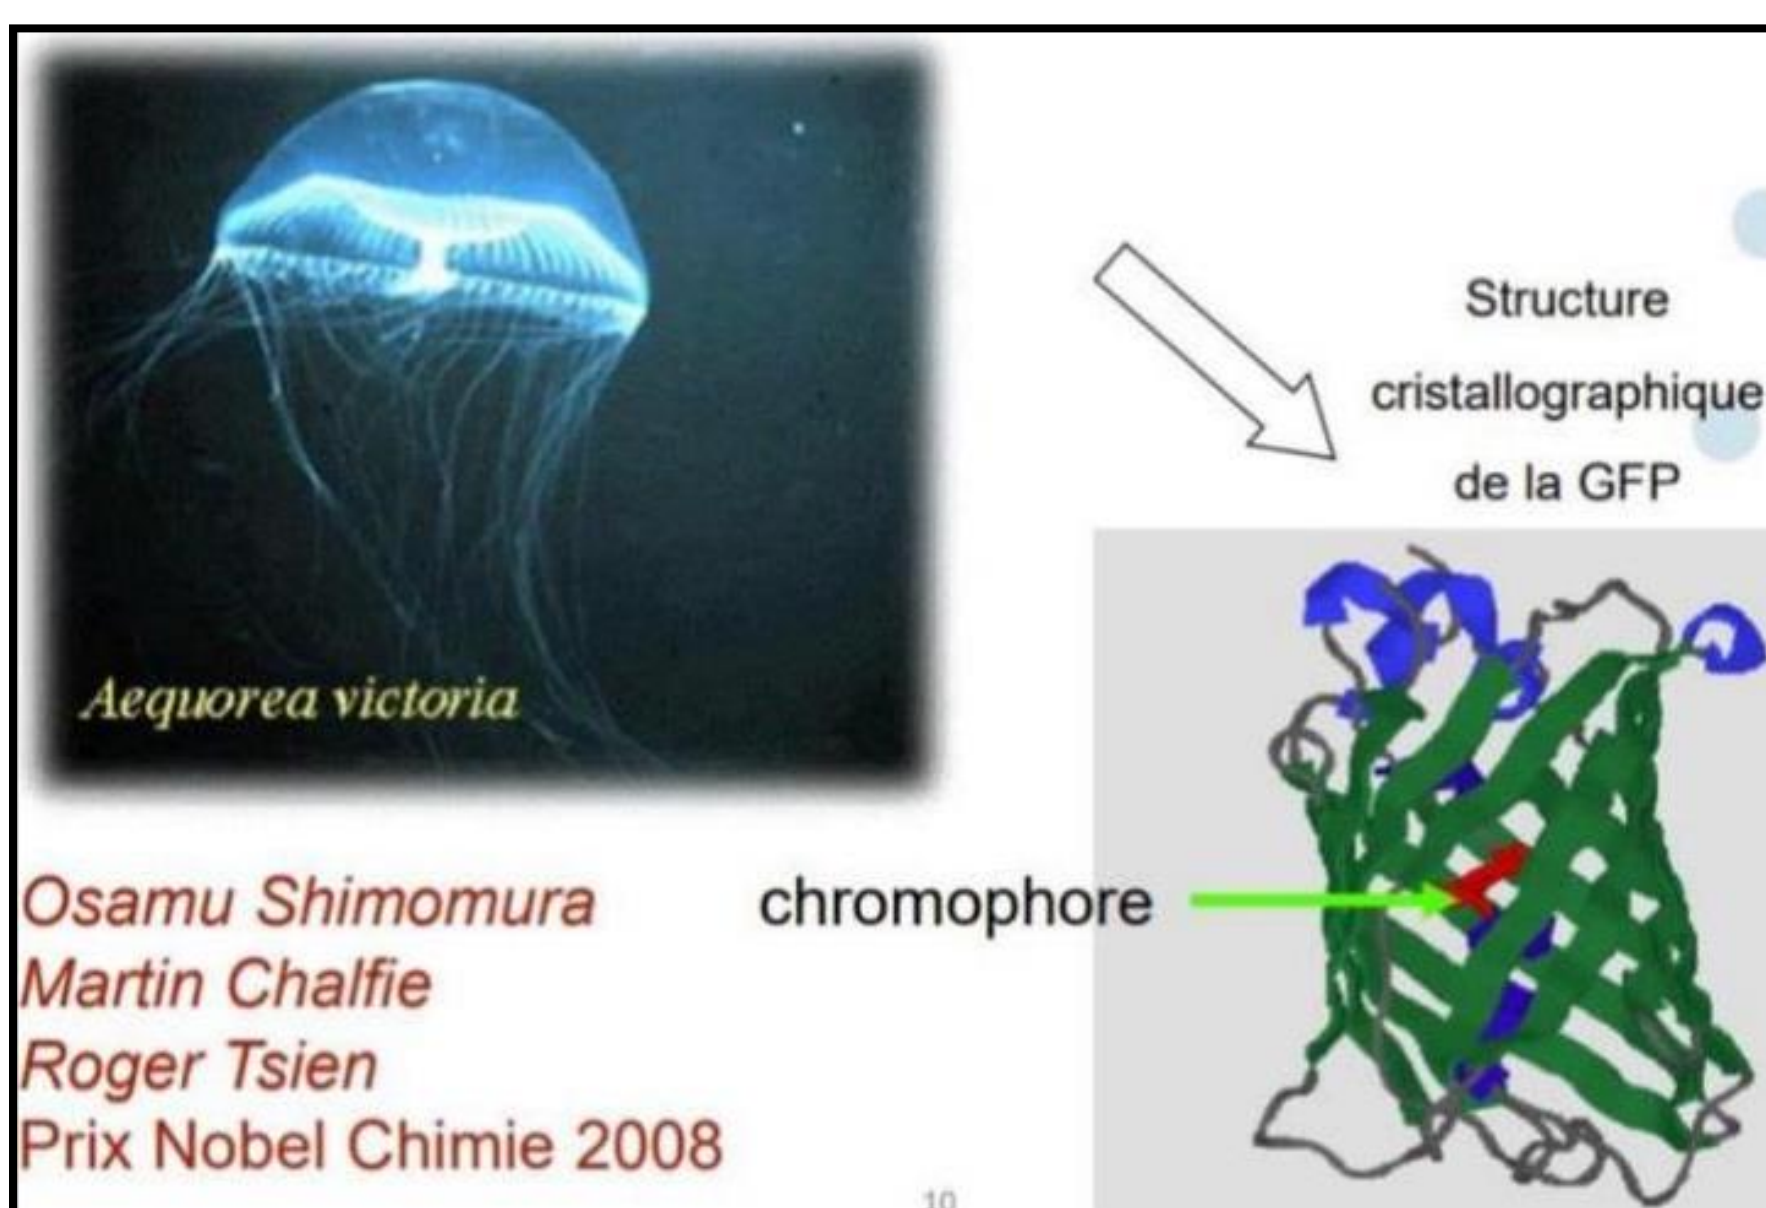 Structure
cristallographique
de la GFP
Aequorea victoria
Osamu Shimomura
Martin Chalfie
Roger Tsien
Prix Nobel Chimie 2008
chromophore
10